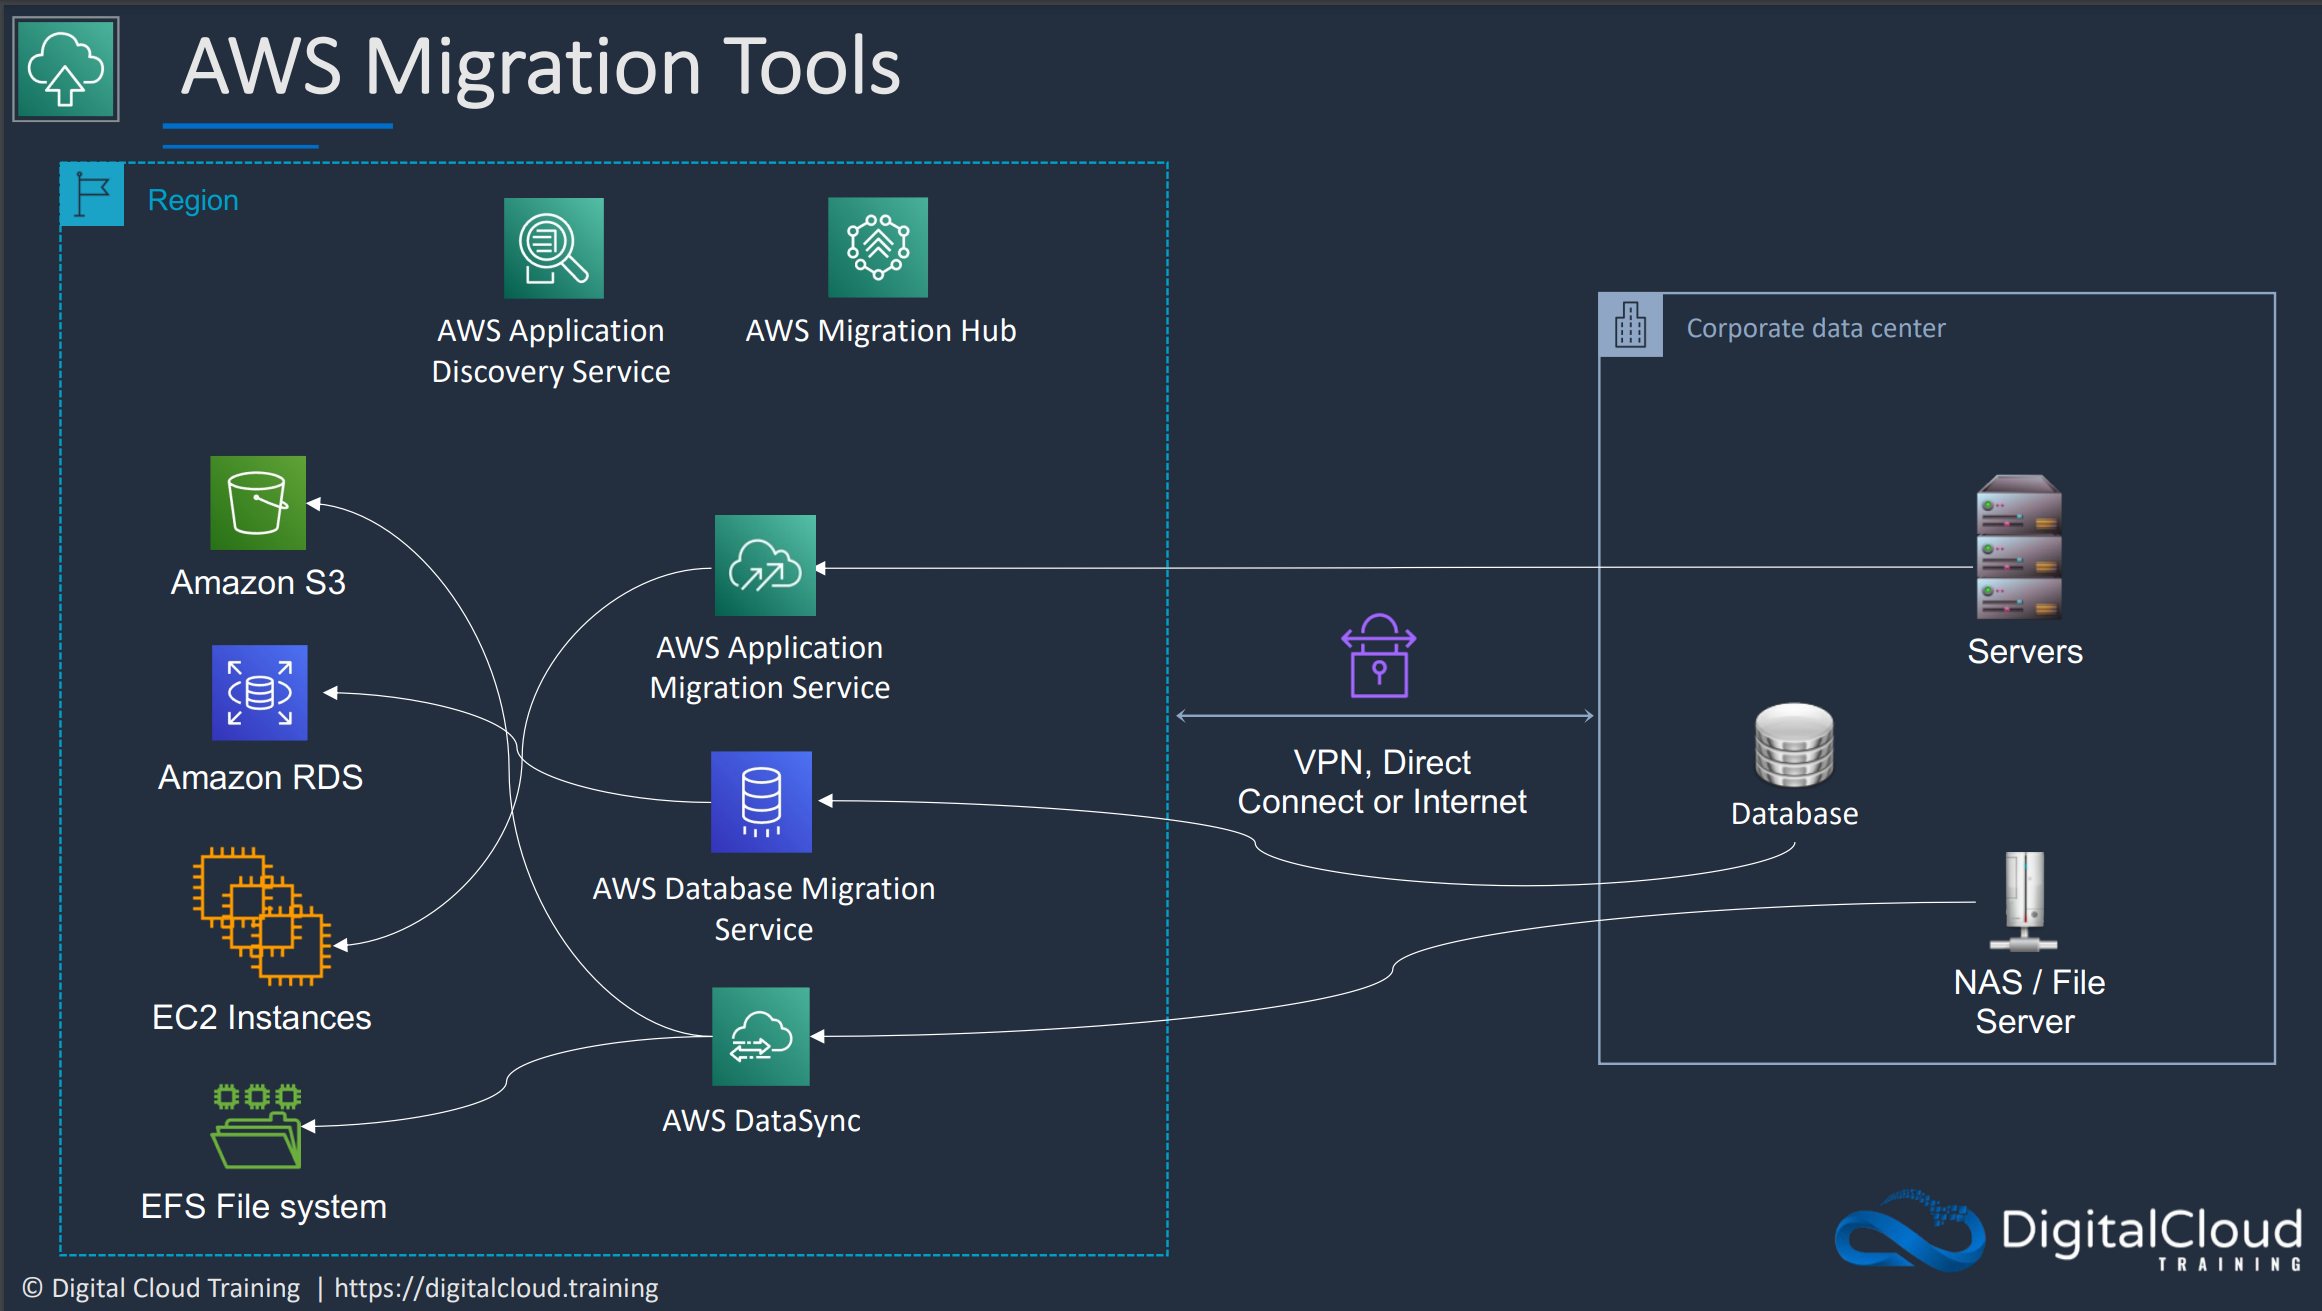 AWS Migration Tools
Region
AWS Application
Discovery Service
AWS Migration Hub
Corporate data center
Amazon S3
AWS Application
Migration Service
Servers
Amazon RDS
VPN, Direct
Connect or Internet
Database
AWS Database Migration
Service
EC2 Instances
NAS / File
Server
AWS DataSync
EFS File system
DigitalCloud
TRAINING
© Digital Cloud Training | https://digitalcloud.training